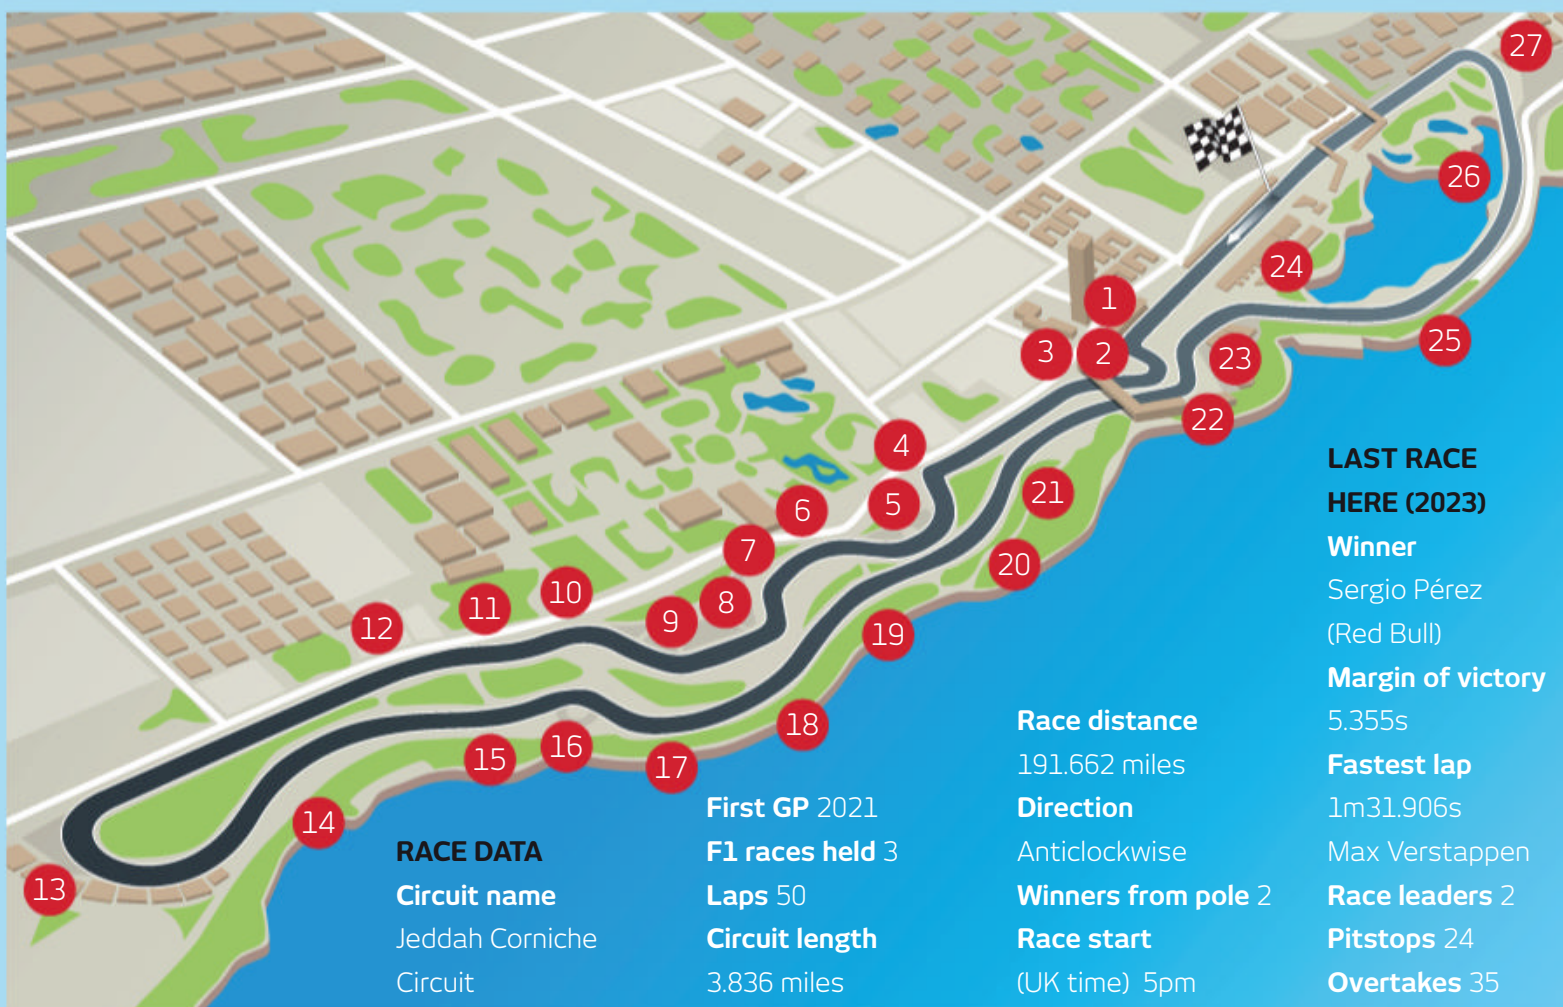 27
26
24
1
3
2
23
25
22
4
21
5
6
7
20
10
8
11
9
12
19
18
16
15
17
14
13
RACE DATA
Circuit name
Jeddah Corniche
Circuit
First GP 2021
F1 races held 3
Laps 50
Circuit length
3.836 miles
Race distance
191.662 miles
Direction
Anticlockwise
Winners from pole 2
Race start
(UK time) 5pm
LAST RACE
HERE (2023)
Winner
Sergio Pérez
(Red Bull)
Margin of victory
5.355s
Fastest lap
1m31.906s
Max Verstappen
Race leaders 2
Pitstops 24
Overtakes 35